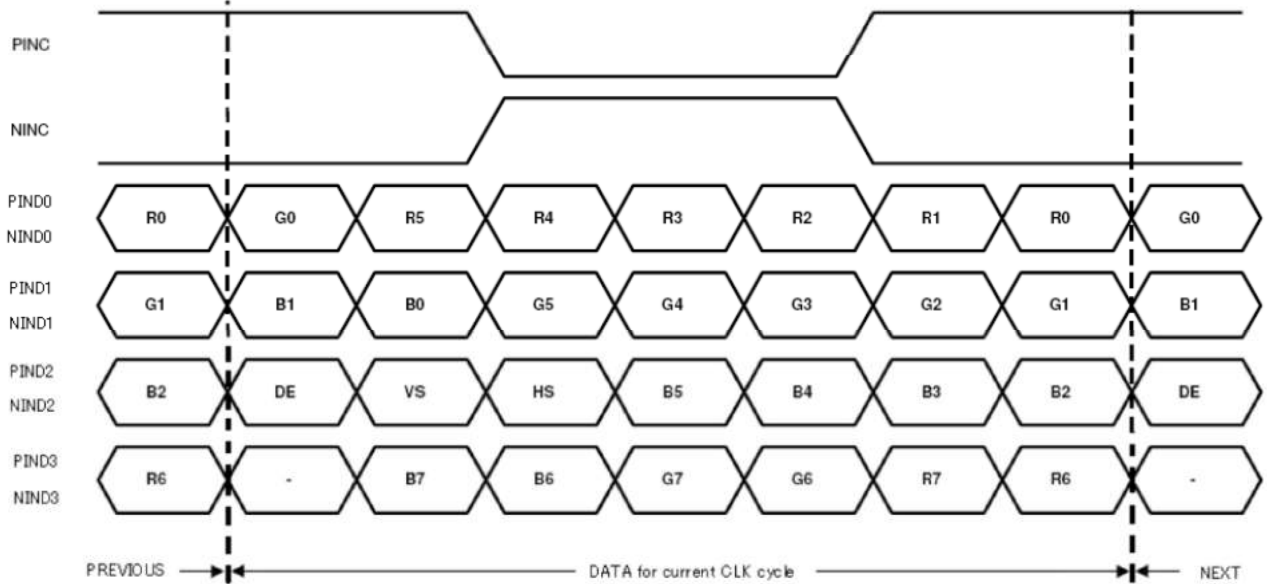 PINC
NINC
PIND0
NIND0
R0 G0 R5 R4 R3 R2 R1 R0 G0
PIND1
NIND1
G1 B1 B0 G5 G4 G3 G2 G1 B1
PIND2
NIND2
B2 DE VS HS B5 B4 B3 B2 DE
PIND3
NIND3
R6 - B7 B6 G7 G6 R7 R6 -
PREVIOUS DATA for current CLK cycle NEXT